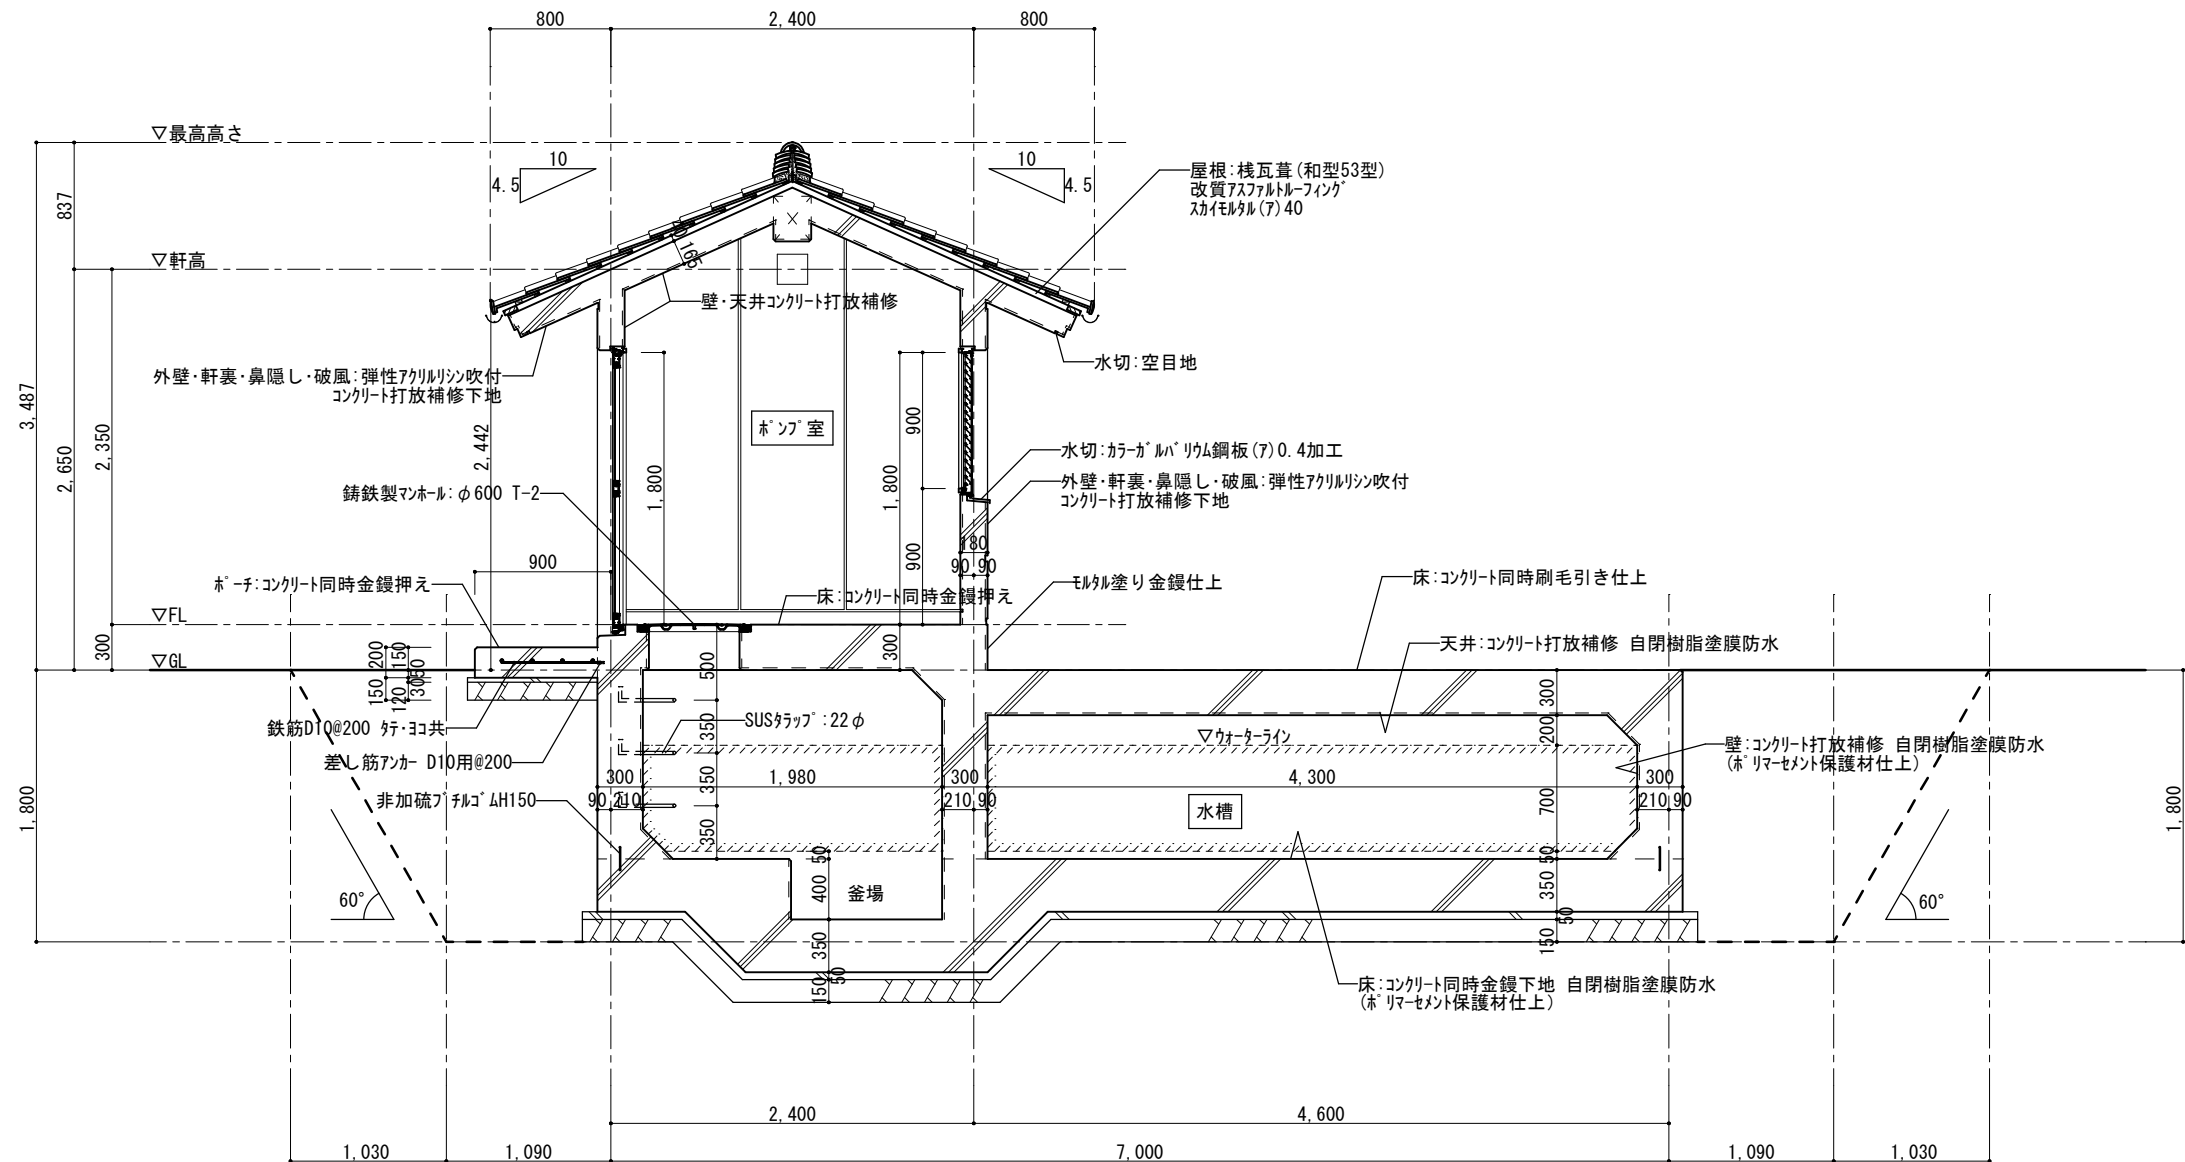 800
2,400
800
▽最高高さ
10
4.5
10
4.5
屋根:桟瓦葺(和型53型)
改質アスファルトルーフィング
スカイモルタル(ア)40
837
▽軒高
165
壁・天井コンクリート打放補修
水切:空目地
外壁・軒裏・鼻隠し・破風:弾性アクリルリシン吹付
コンクリート打放補修下地
3,487
2,650
2,350
2,442
ポンプ室
900
1,800
1,800
900
水切:カラーガルバリウム鋼板(ア)0.4加工
外壁・軒裏・鼻隠し・破風:弾性アクリルリシン吹付
コンクリート打放補修下地
鋳鉄製マンホール:φ600 T-2
180
90
90
900
ポーチ:コンクリート同時金鏝押え
床:コンクリート同時金鏝押え
モルタル塗り金鏝仕上
床:コンクリート同時刷毛引き仕上
▽FL
300
▽GL
200
150
50
150
120
30
300
500
天井:コンクリート打放補修 自閉樹脂塗膜防水
鉄筋D10@200 タテ・ヨコ共
SUSタラップ:22φ
350
▽ウォーターライン
300
200
差し筋アンカー D10用@200
壁:コンクリート打放補修 自閉樹脂塗膜防水
(ポリマーセメント保護材仕上)
300
1,980
350
300
4,300
300
非加硫ブチルゴムH150
90
210
210
90
水槽
700
210
90
1,800
1,800
350
50
50
60°
400
釜場
350
50
60°
350
50
150
150
床:コンクリート同時金鏝下地 自閉樹脂塗膜防水
(ポリマーセメント保護材仕上)
2,400
4,600
1,030
1,090
7,000
1,090
1,030